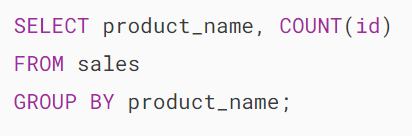 SELECT product_name, COUNT(id)
FROM sales
GROUP BY product_name;